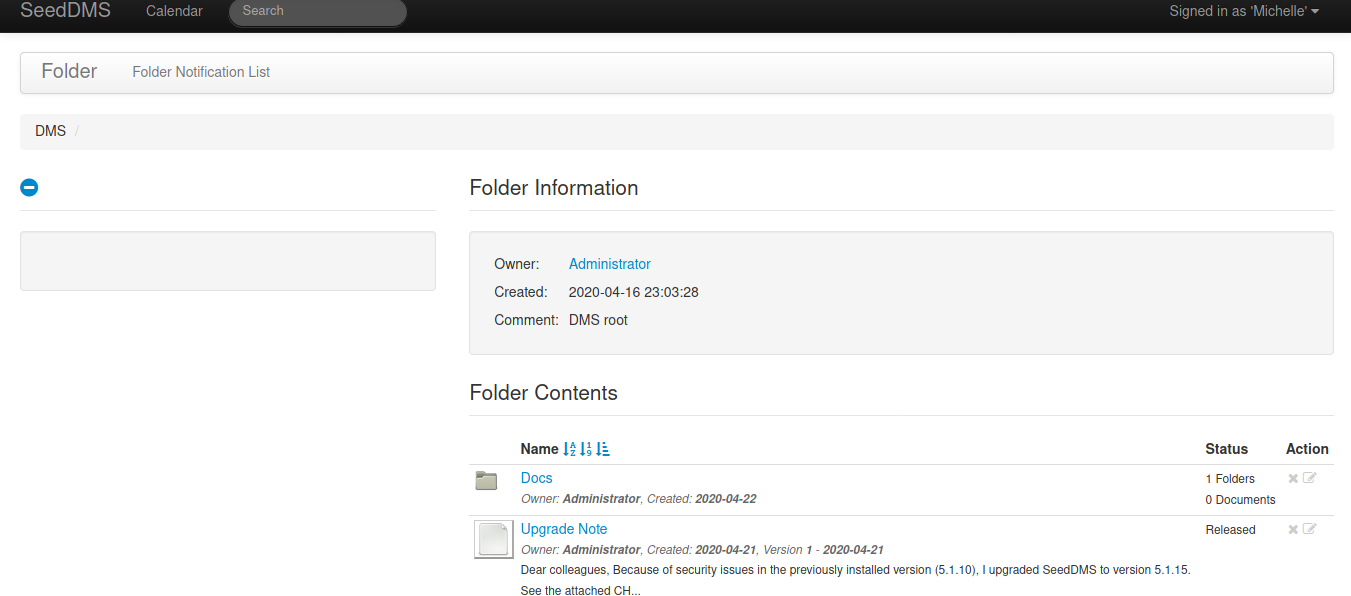 SeedDMS Calendar Search Signed in as 'Michelle'
Folder Folder Notification List
DMS /
Folder Information
Owner: Administrator
Created: 2020-04-16 23:03:28
Comment: DMS root
Folder Contents
Name Status Action
Docs 1 Folders
Owner: Administrator, Created: 2020-04-22 0 Documents
Upgrade Note Released
Owner: Administrator, Created: 2020-04-21, Version 1 - 2020-04-21
Dear colleagues, Because of security issues in the previously installed version (5.1.10), I upgraded SeedDMS to version 5.1.15.
See the attached CH...